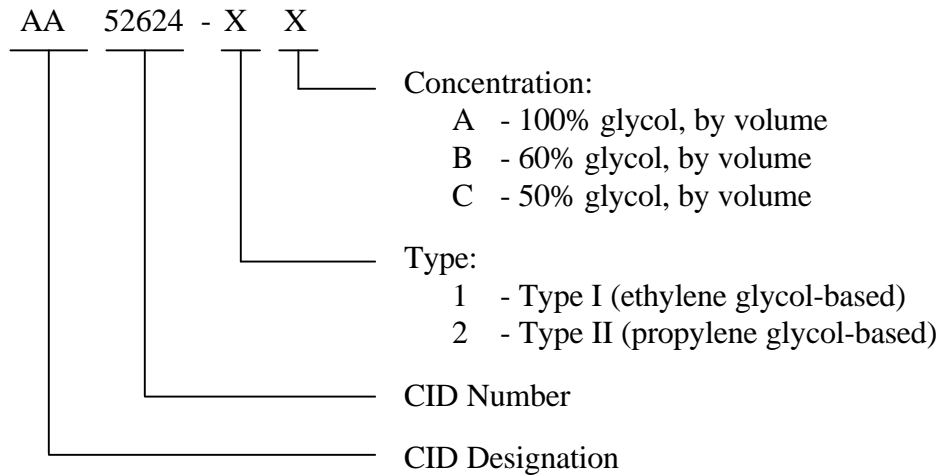 AA 52624 - X X
Concentration:
A - 100% glycol, by volume
B - 60% glycol, by volume
C - 50% glycol, by volume
Type:
1 - Type I (ethylene glycol-based)
2 - Type II (propylene glycol-based)
CID Number
CID Designation